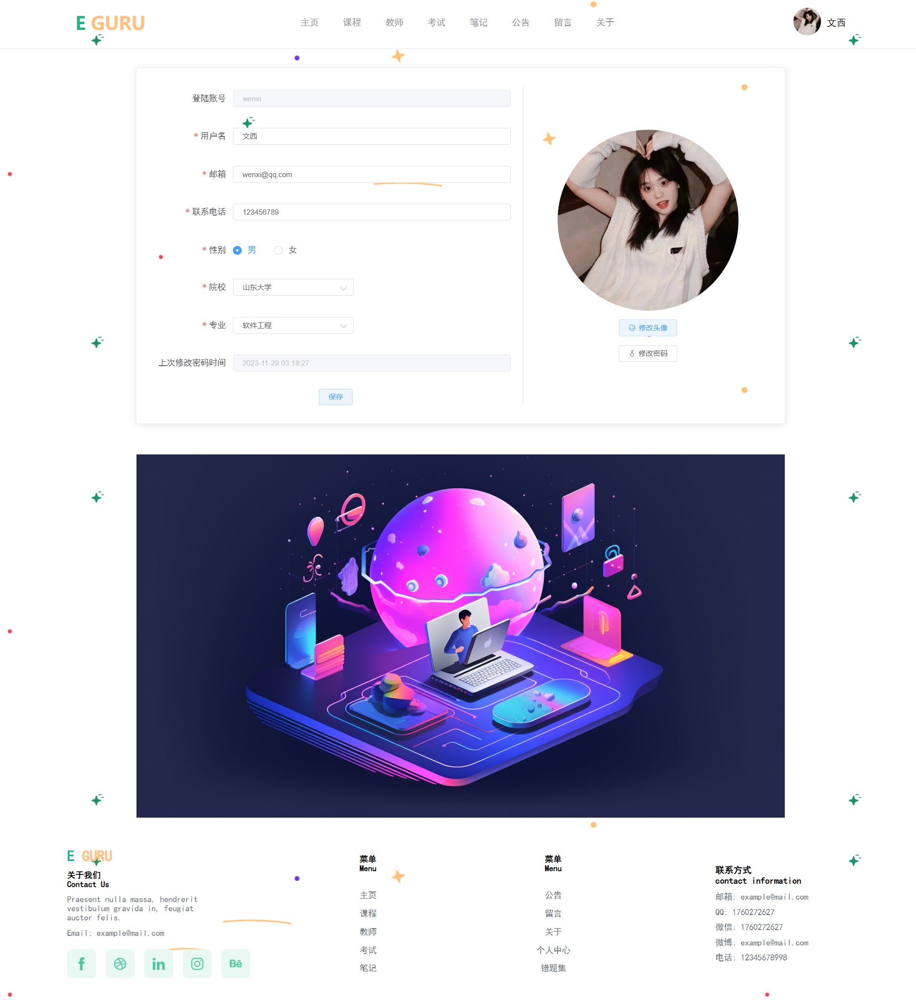 E GURU
主页 课程 教师 考试 笔记 公告 留言 关于
文西
登陆账号 wenxi
* 用户名 文西
* 邮箱 wenxi@qq.com
* 联系电话 123456789
* 性别 男 女
* 院校 山东大学
* 专业 软件工程
上次修改密码时间 2023-11-29 03:18:27
保存
修改头像
修改密码
E GURU
关于我们
Contact Us
Praesent nulla massa, hendrerit
vestibulum gravida in, feugiat
auctor felis.
Email: example@mail.com
f
in
Bē
菜单
Menu
主页
课程
教师
考试
笔记
菜单
Menu
公告
留言
关于
个人中心
错题集
联系方式
contact information
邮箱: example@mail.com
QQ: 1760272627
微信: 1760272627
微博: example@mail.com
电话: 12345678998